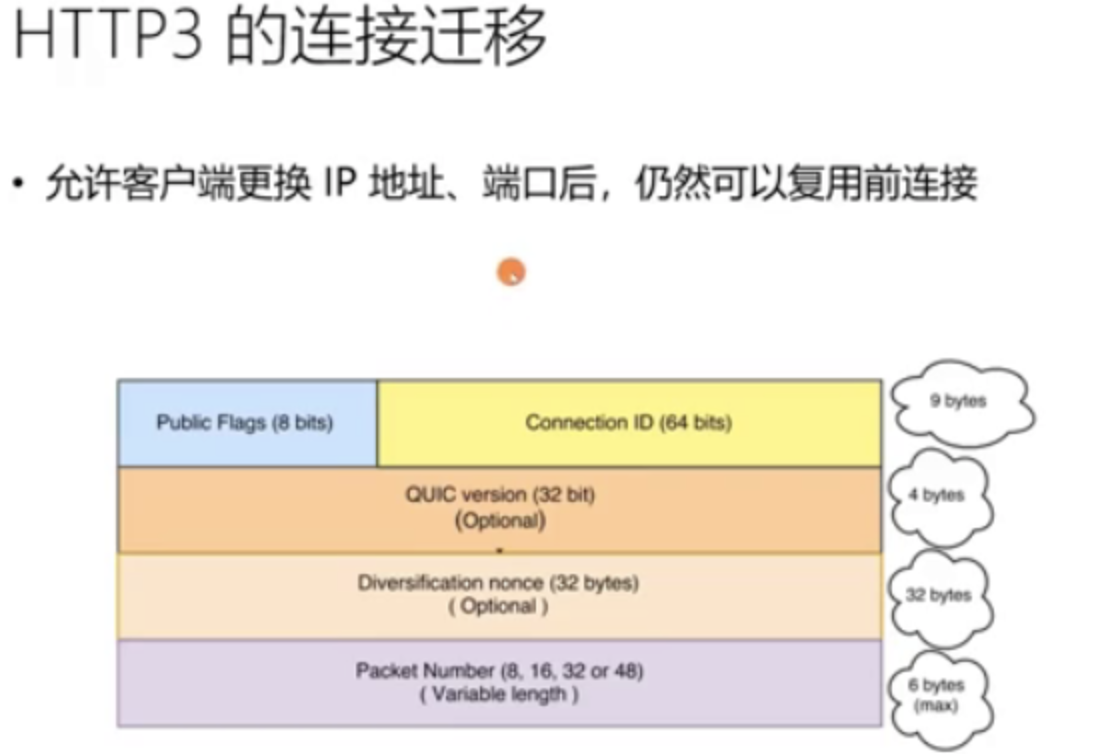 HTTP3 的连接迁移
• 允许客户端更换 IP 地址、端口后，仍然可以复用前连接
Public Flags (8 bits)
Connection ID (64 bits)
9 bytes
QUIC version (32 bit)
(Optional)
4 bytes
Diversification nonce (32 bytes)
( Optional )
32 bytes
Packet Number (8, 16, 32 or 48)
( Variable length )
6 bytes
(max)